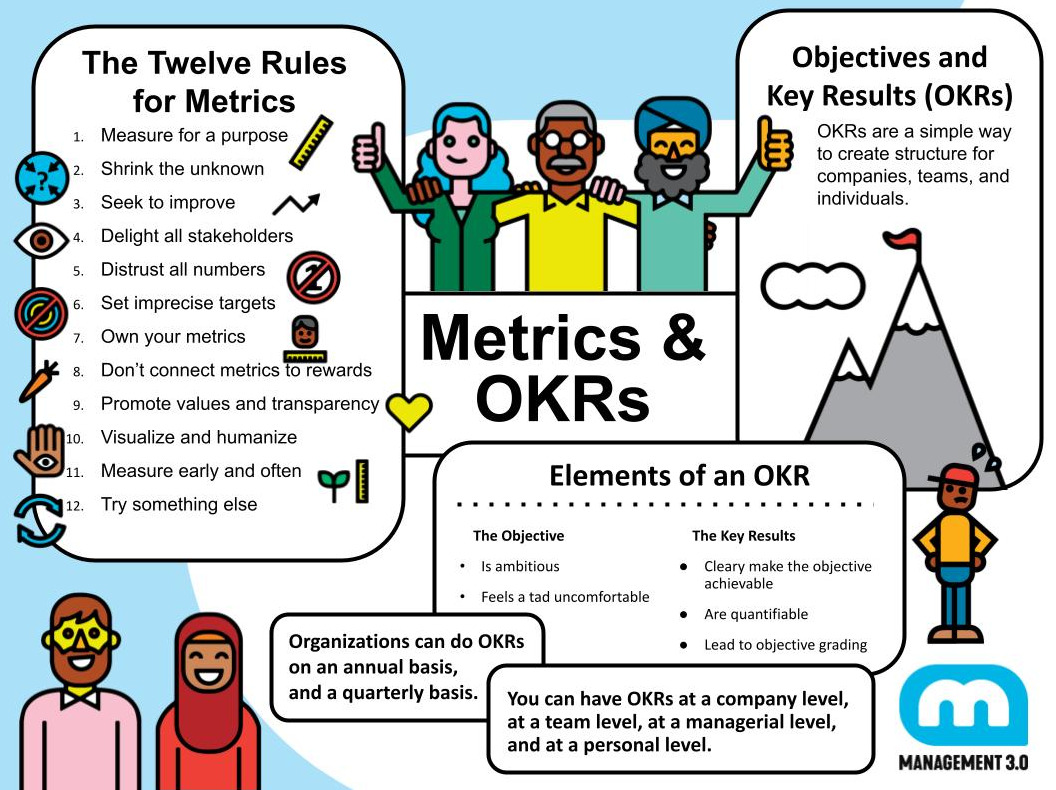 The Twelve Rules
for Metrics
1. Measure for a purpose
2. Shrink the unknown
3. Seek to improve
4. Delight all stakeholders
5. Distrust all numbers
6. Set imprecise targets
7. Own your metrics
8. Don't connect metrics to rewards
9. Promote values and transparency
10. Visualize and humanize
11. Measure early and often
12. Try something else
?
1
Metrics &
OKRs
Objectives and
Key Results (OKRs)
OKRs are a simple way
to create structure for
companies, teams, and
individuals.
Elements of an OKR
The Objective
• Is ambitious
• Feels a tad uncomfortable
The Key Results
● Cleary make the objective
achievable
● Are quantifiable
● Lead to objective grading
Organizations can do OKRs
on an annual basis,
and a quarterly basis.
You can have OKRs at a company level,
at a team level, at a managerial level,
and at a personal level.
m
MANAGEMENT 3.0